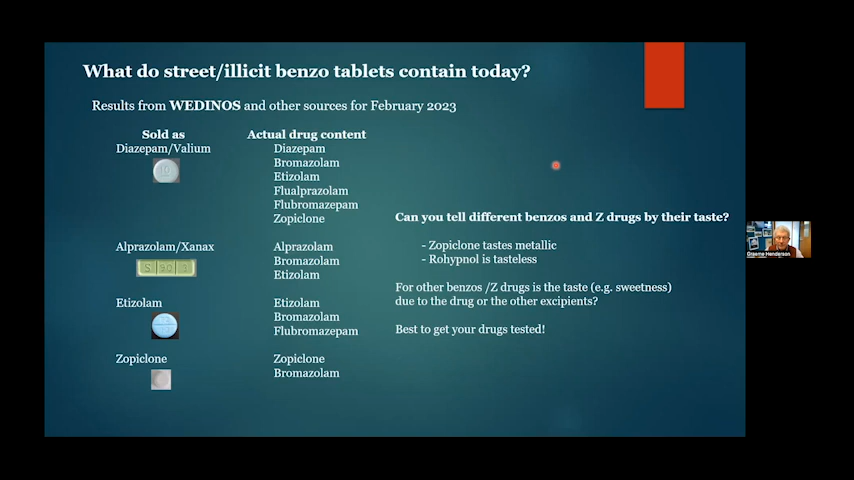 What do street/illicit benzo tablets contain today?
Results from WEDINOS and other sources for February 2023
Sold as
Actual drug content
Diazepam/Valium
Diazepam
Bromazolam
Etizolam
Flualprazolam
Flubromazepam
Zopiclone
Alprazolam/Xanax
Alprazolam
Bromazolam
Etizolam
Etizolam
Etizolam
Bromazolam
Flubromazepam
Zopiclone
Zopiclone
Bromazolam
Can you tell different benzos and Z drugs by their taste?
- Zopiclone tastes metallic
- Rohypnol is tasteless
For other benzos /Z drugs is the taste (e.g. sweetness)
due to the drug or the other excipients?
Best to get your drugs tested!
Graeme Henderson